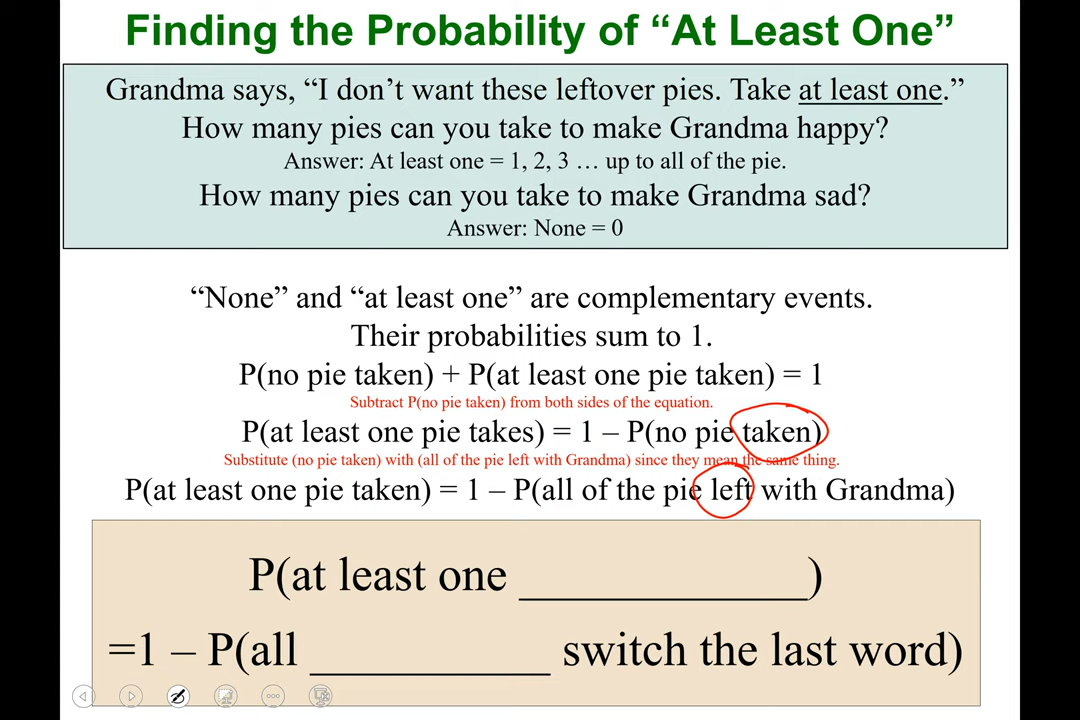 Finding the Probability of “At Least One”
Grandma says, “I don’t want these leftover pies. Take at least one.”
How many pies can you take to make Grandma happy?
Answer: At least one = 1, 2, 3 … up to all of the pie.
How many pies can you take to make Grandma sad?
Answer: None = 0
“None” and “at least one” are complementary events.
Their probabilities sum to 1.
P(no pie taken) + P(at least one pie taken) = 1
Subtract P(no pie taken) from both sides of the equation.
P(at least one pie takes) = 1 – P(no pie taken)
Substitute (no pie taken) with (all of the pie left with Grandma) since they mean the same thing.
P(at least one pie taken) = 1 – P(all of the pie left with Grandma)
P(at least one ____________)
=1 – P(all __________ switch the last word)